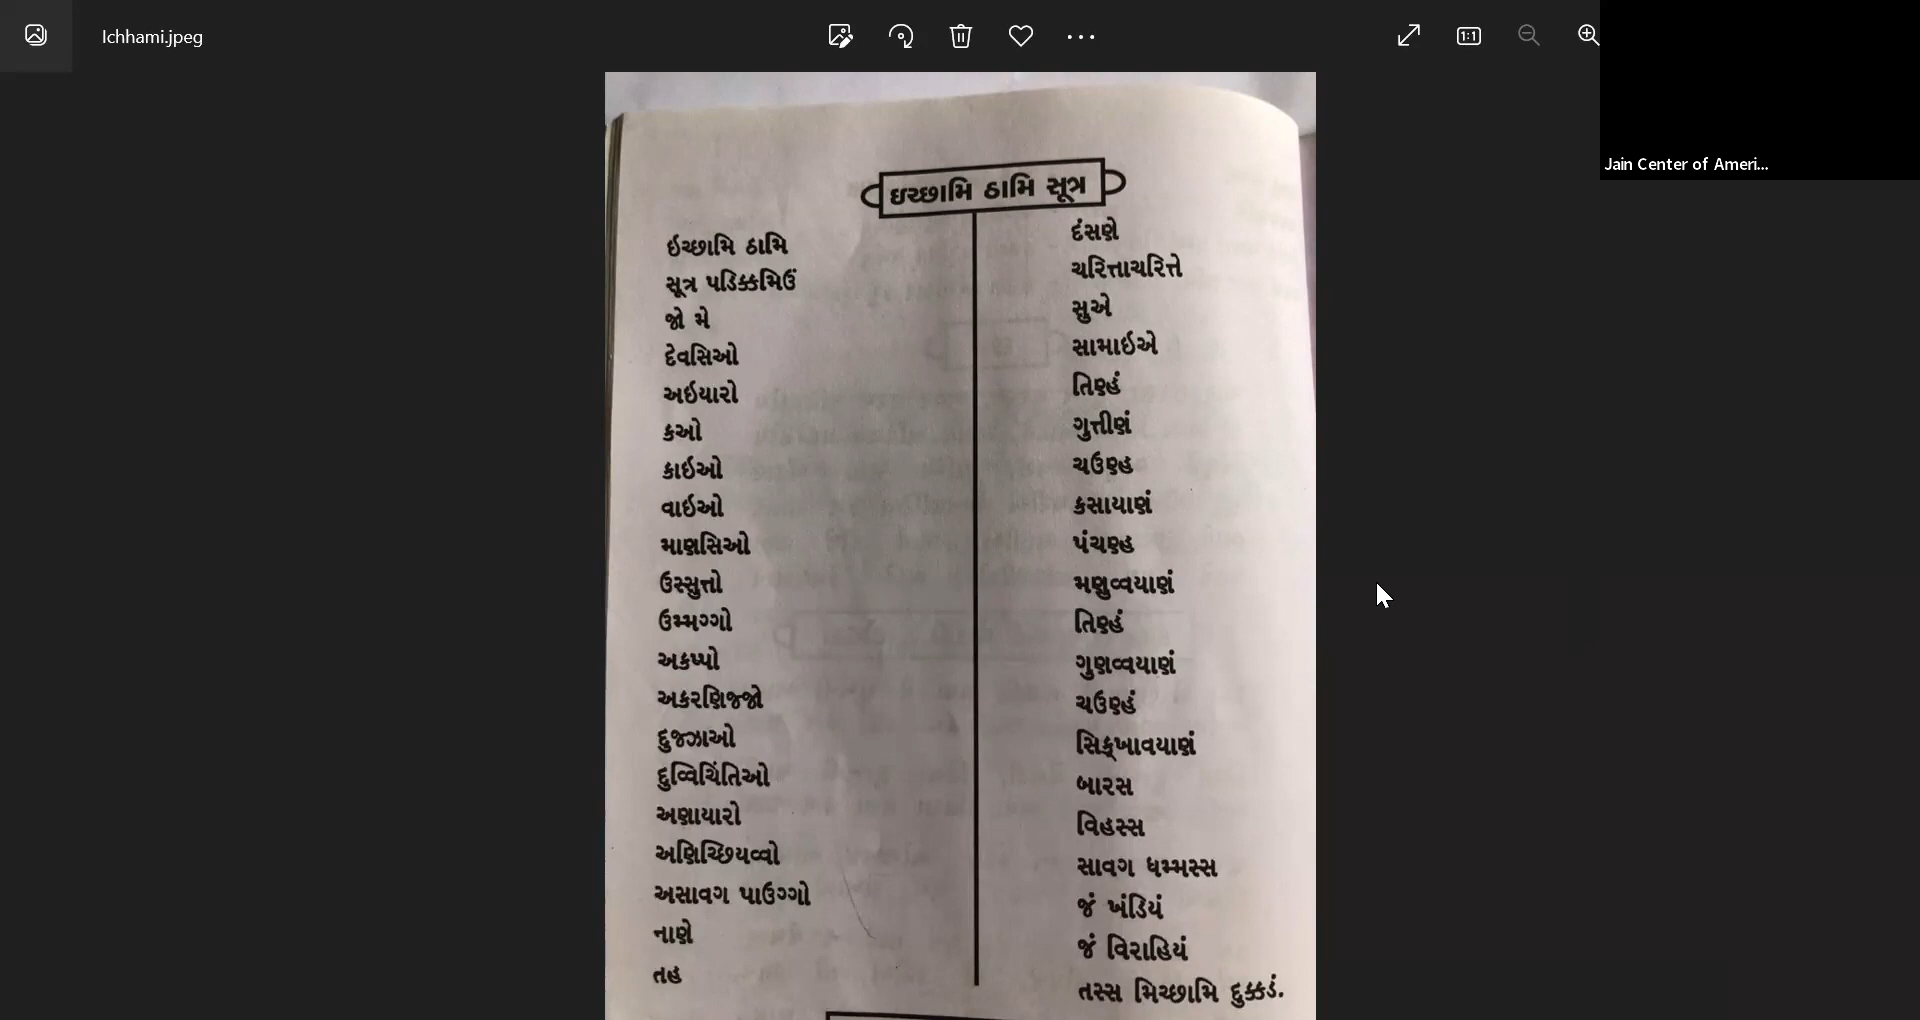 Ichhami.jpeg
Jain Center of Ameri...
ઇચ્છામિ ઠામિ સૂત્ર
ઇચ્છામિ ઠામિ
સૂત્ર પડિક્કમિઉં
જો મે
દેવસિઓ
અઇયારો
કઓ
કાઇઓ
વાઇઓ
માણસિઓ
ઉસ્સુત્તો
ઉમ્મગ્ગો
અકપ્પો
અકરણિજ્જો
દુજ્ઝાઓ
દુવ્વિચિંતિઓ
અણાયારો
અણિચ્છિયવ્વો
અસાવગ પાઉગ્ગો
નાણે
તહ
દંસણે
ચરિત્તાચરિત્તે
સુએ
સામાઇએ
તિણ્હં
ગુત્તીણં
ચઉણ્હ
કસાયાણં
પંચણ્હ
મણુવ્વયાણં
તિણ્હં
ગુણવ્વયાણં
ચઉણ્હં
સિક્ખાવયાણં
બારસ
વિહસ્સ
સાવગ ધમ્મસ્સ
જં ખંડિયં
જં વિરાહિયં
તસ્સ મિચ્છામિ દુક્કડં.